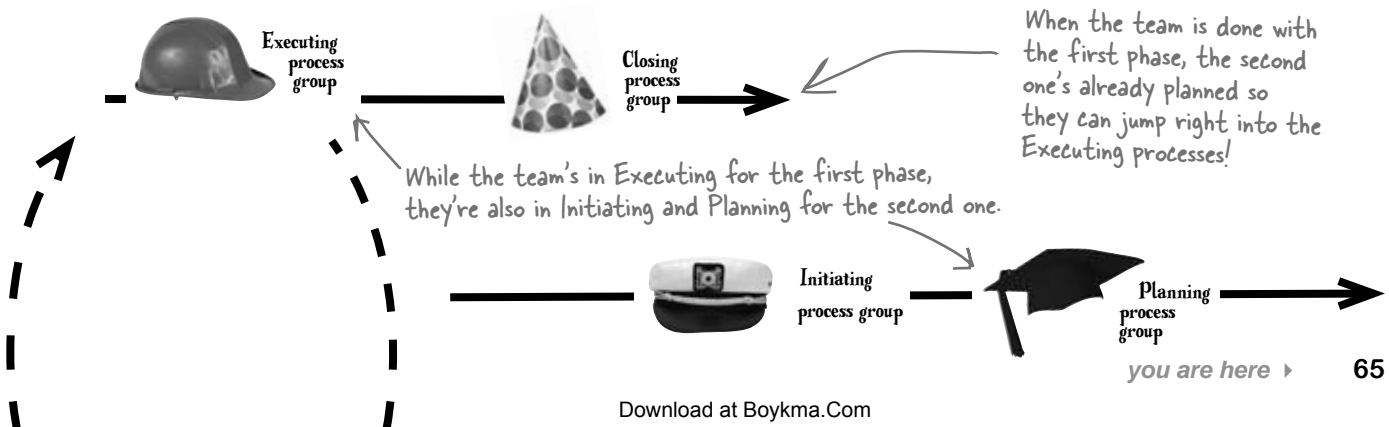 Executing
process
group
Closing
process
group
When the team is done with
the first phase, the second
one's already planned so
they can jump right into the
Executing processes!
While the team's in Executing for the first phase,
they're also in Initiating and Planning for the second one.
Initiating
process group
Planning
process
group
you are here ▸ 65
Download at Boykma.Com